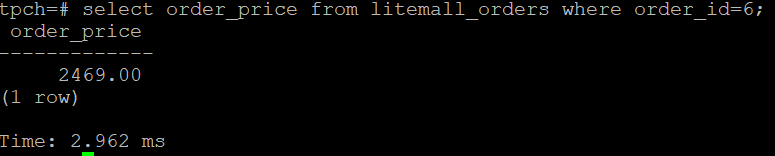 tpch=# select order_price from litemall_orders where order_id=6;
order_price
-------------
2469.00
(1 row)
Time: 2.962 ms